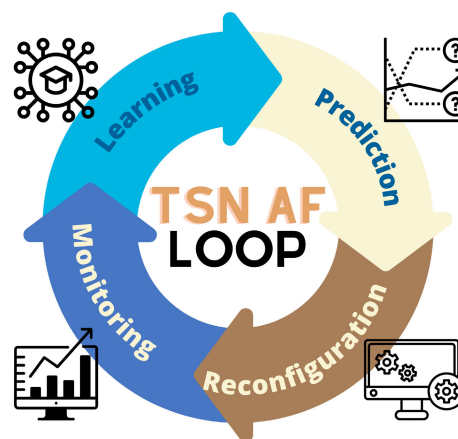 Learning
?
Prediction
?
TSN AF
LOOP
Monitoring
Reconfiguration